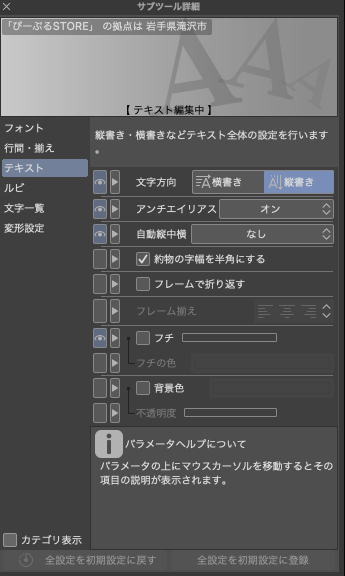 サブツール詳細
「ぴーぷるSTORE」 の拠点は 岩手県滝沢市
【 テキスト編集中 】
フォント
行間・揃え
テキスト
ルビ
文字一覧
変形設定
縦書き・横書きなどテキスト全体の設定を行います
。
文字方向 横書き 縦書き
アンチエイリアス オン
自動縦中横 なし
約物の字幅を半角にする
フレームで折り返す
フレーム揃え
フチ
フチの色
背景色
不透明度
パラメータヘルプについて
パラメータの上にマウスカーソルを移動するとその
項目の説明が表示されます。
カテゴリ表示
全設定を初期設定に戻す 全設定を初期設定に登録